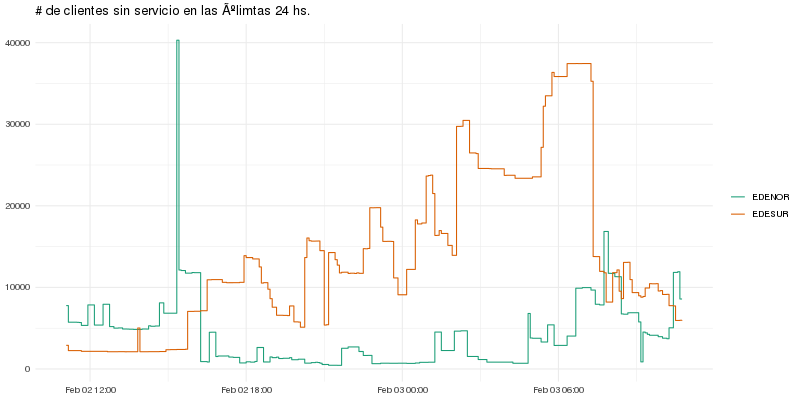 # de clientes sin servicio en las Ãºlimtas 24 hs.
40000
30000
20000
10000
0
Feb 02 12:00
Feb 02 18:00
Feb 03 00:00
Feb 03 06:00
EDENOR
EDESUR